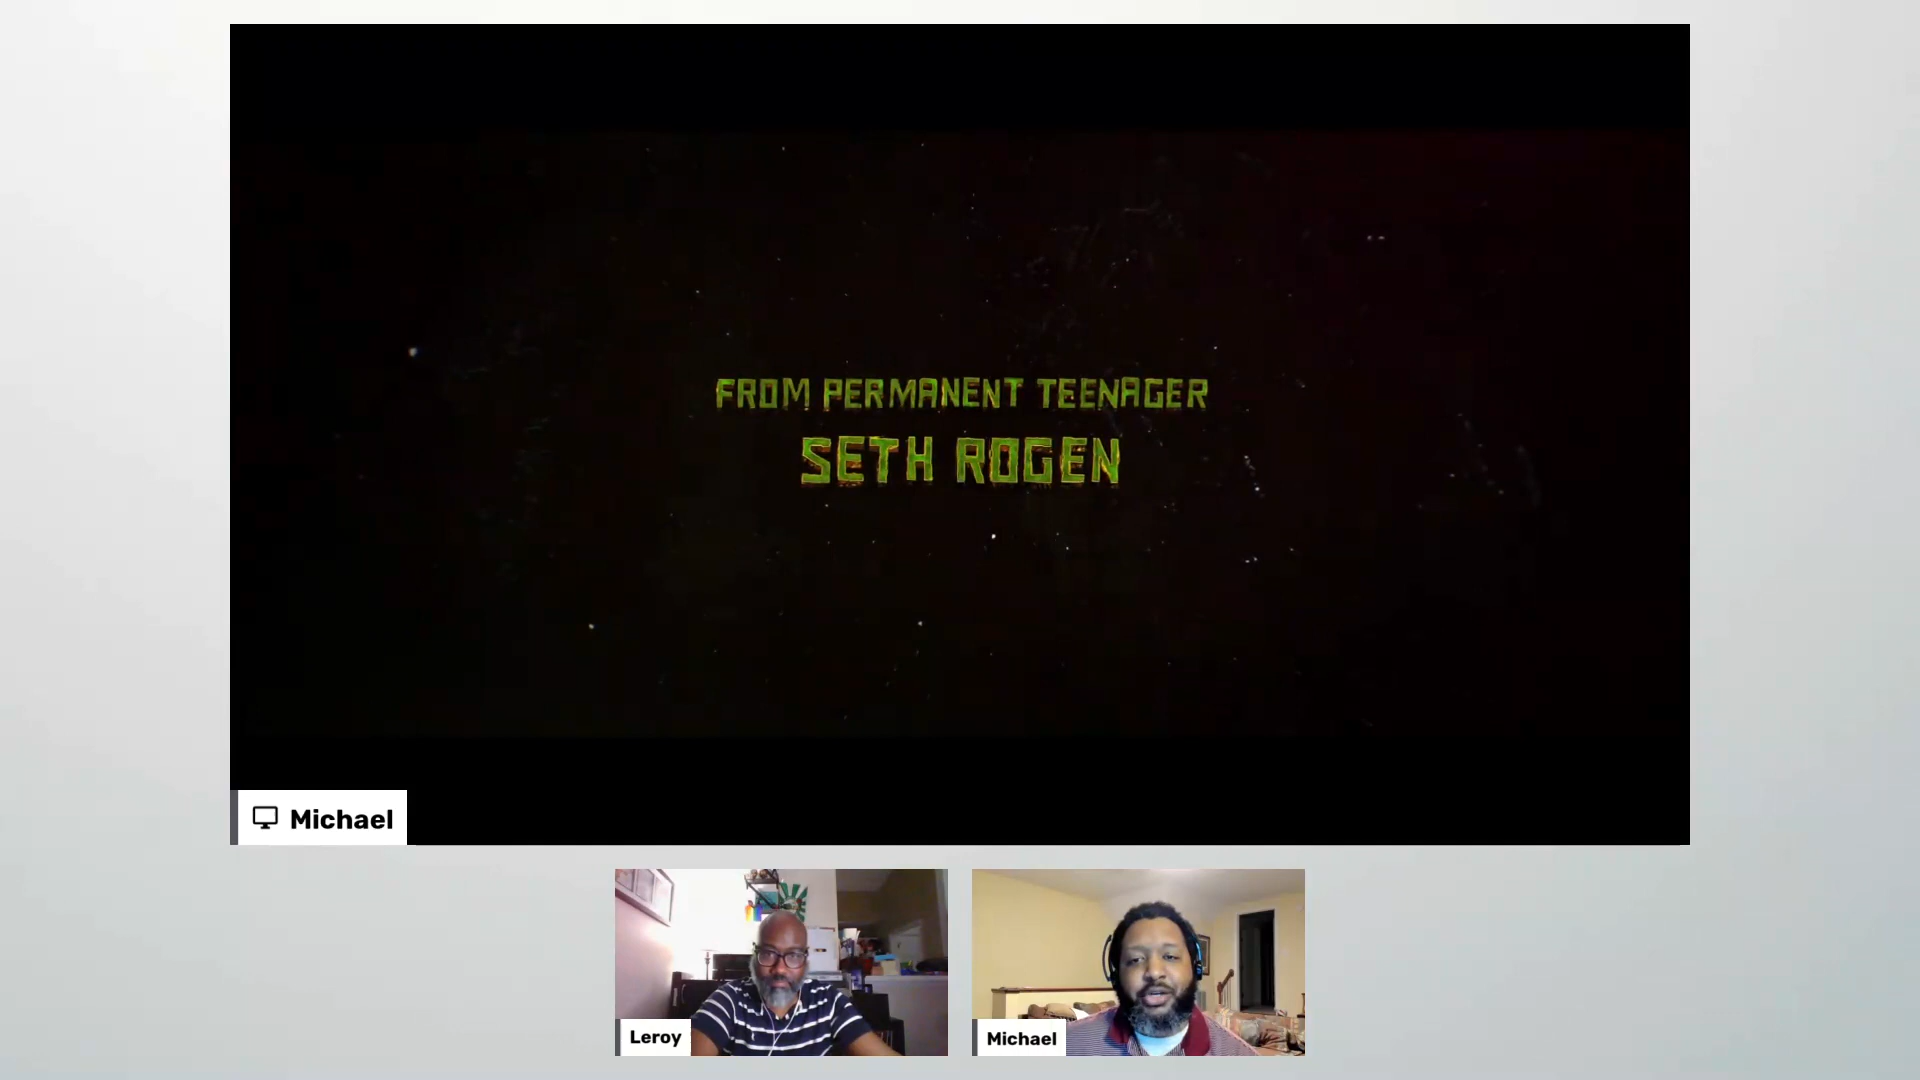 FROM PERMANENT TEENAGER
SETH ROGEN
Michael
Leroy
Michael